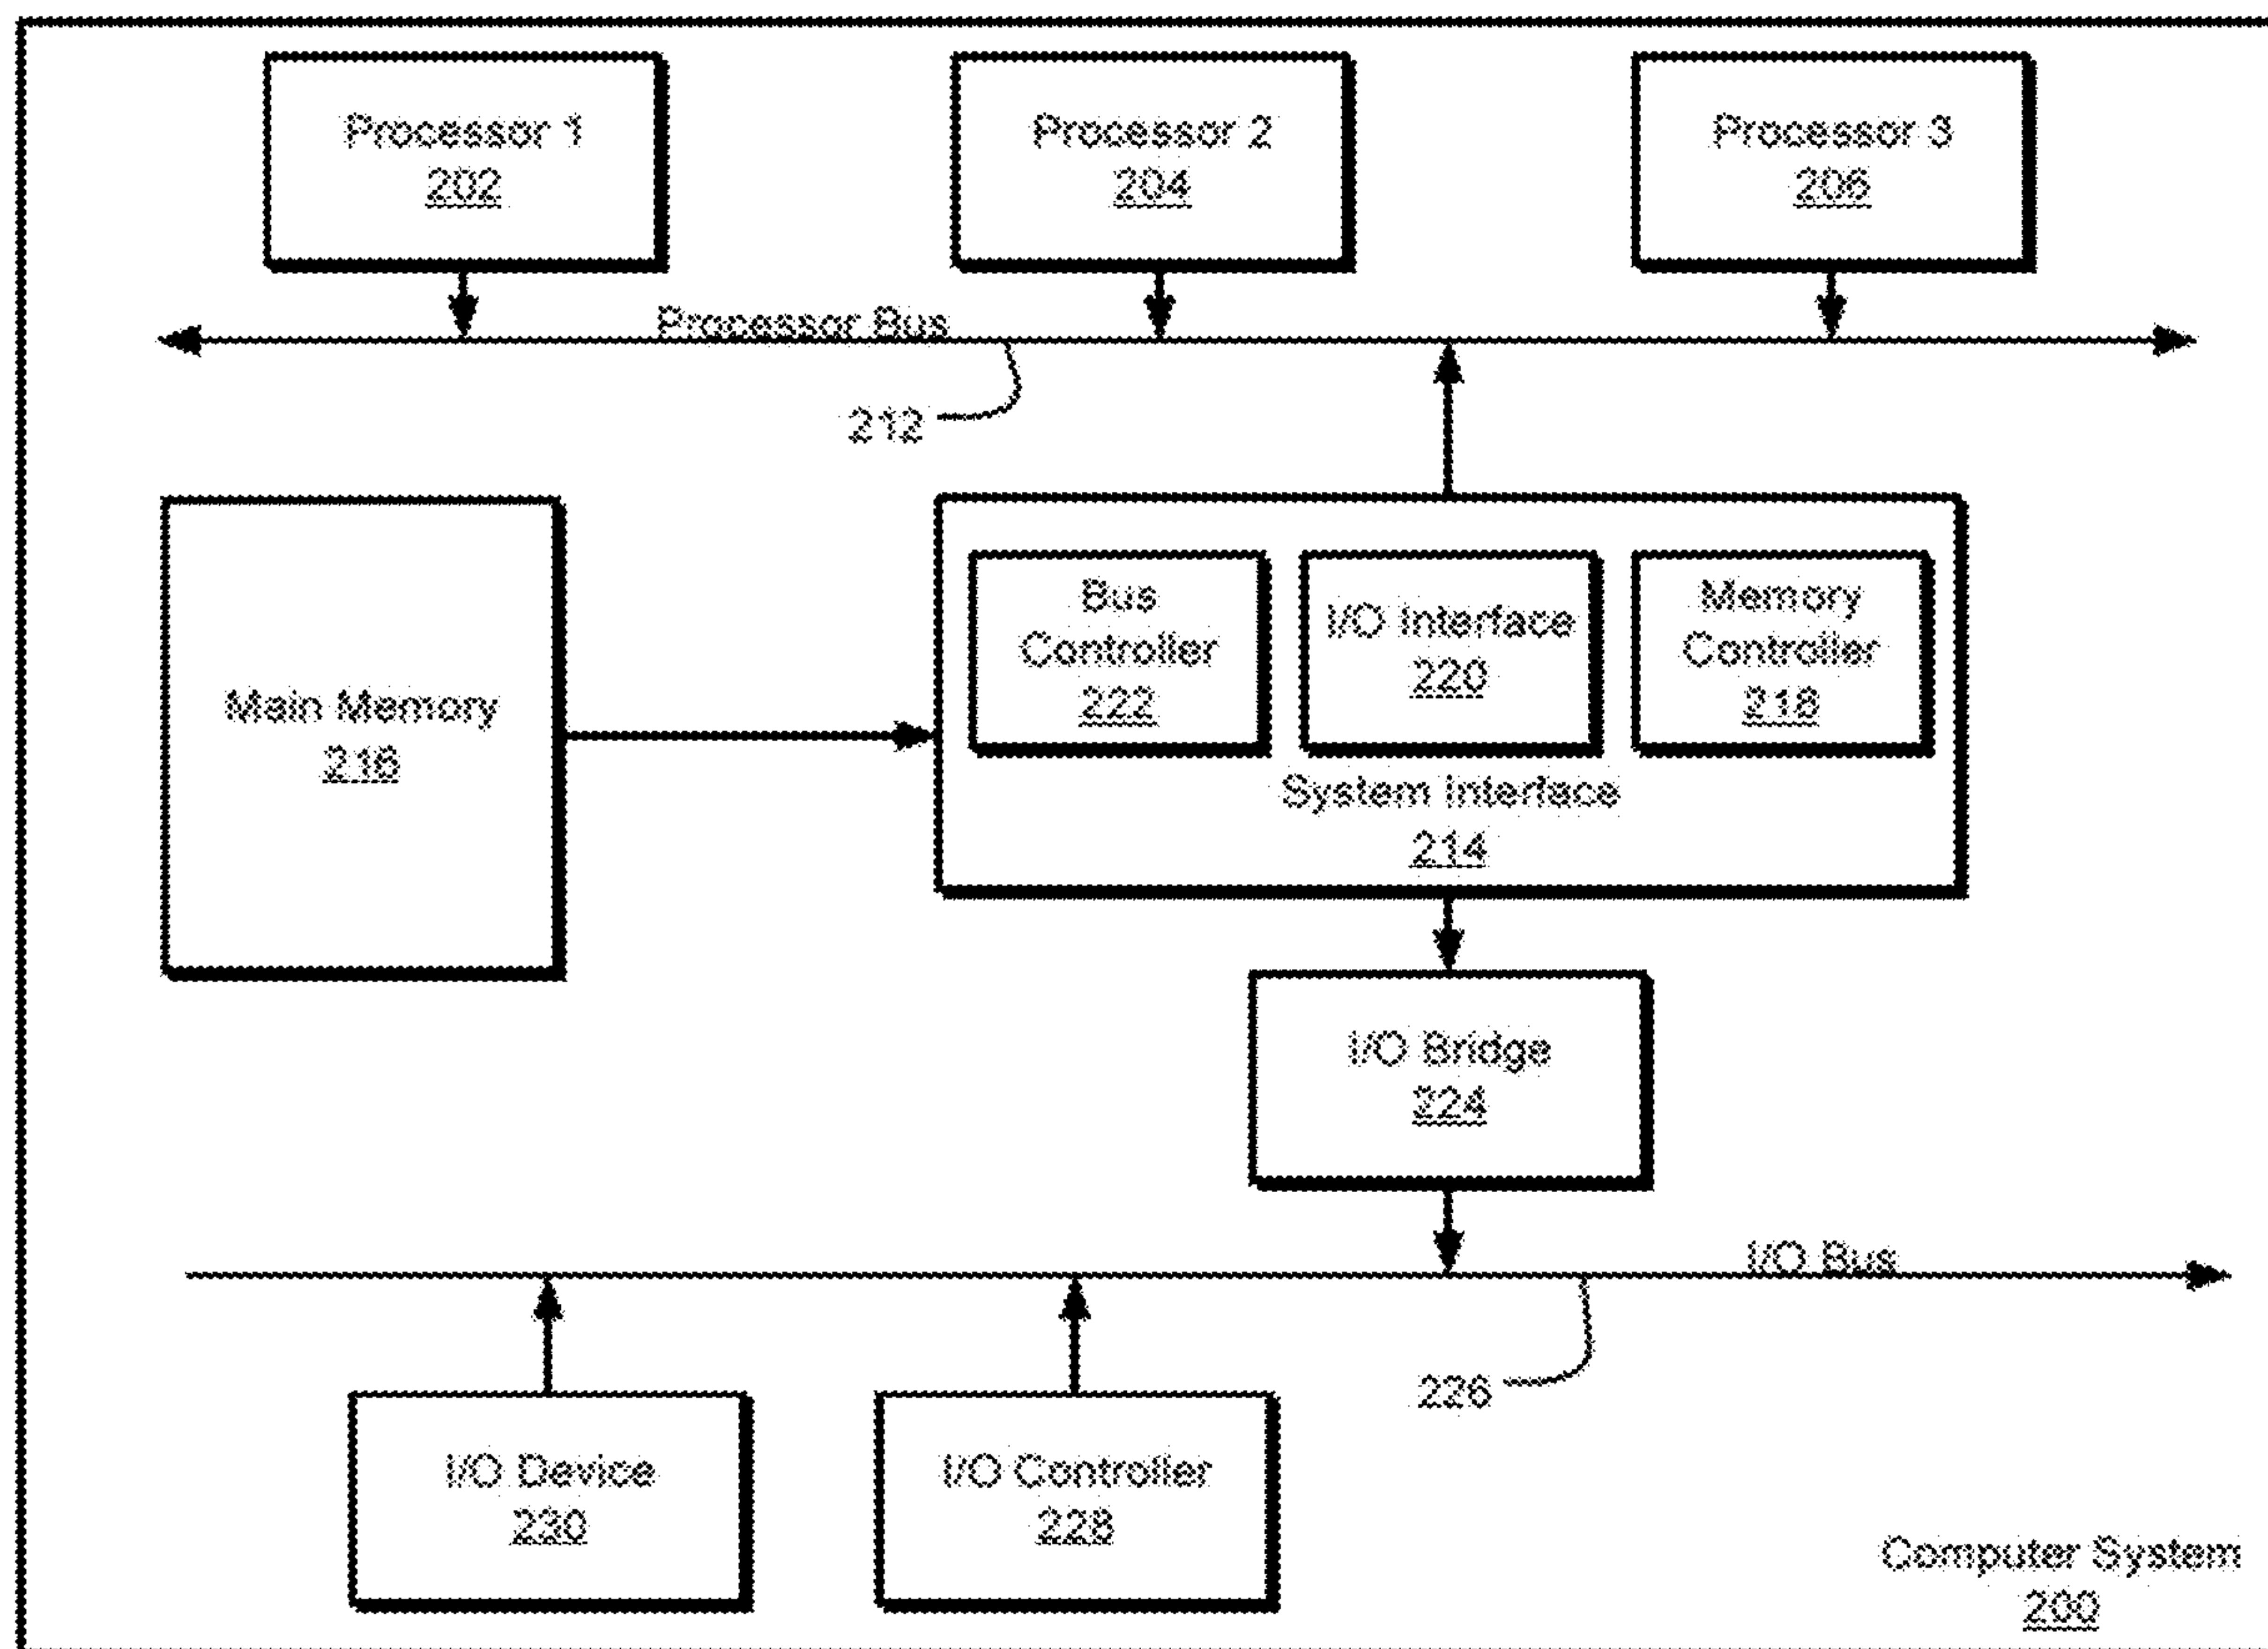 Processor 1
202
Processor 2
204
Processor 3
206
Processor Bus
212
Main Memory
216
Bus
Controller
222
I/O Interface
220
Memory
Controller
218
System Interface
214
I/O Bridge
224
I/O Bus
226
I/O Device
230
I/O Controller
228
Computer System
200